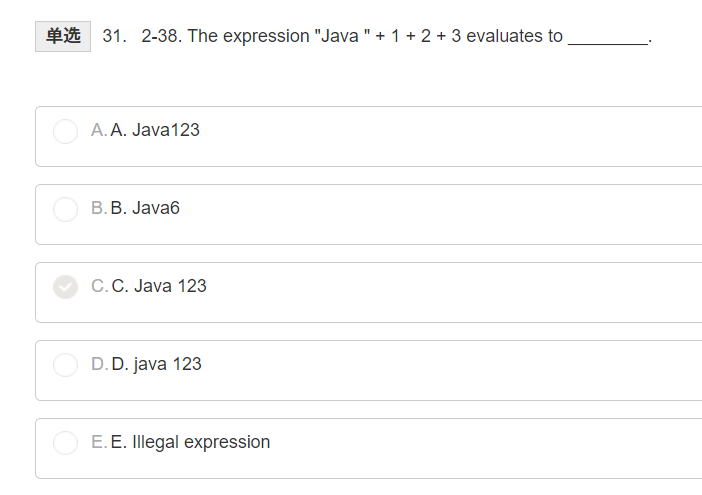 单选 31. 2-38. The expression "Java " + 1 + 2 + 3 evaluates to _________.
A. A. Java123
B. B. Java6
C. C. Java 123
D. D. java 123
E. E. Illegal expression